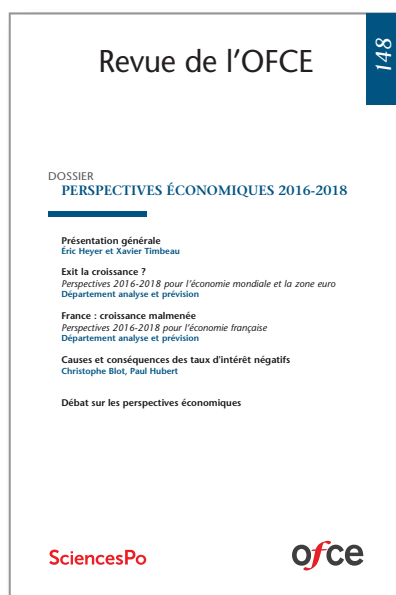 Revue de l'OFCE
148
DOSSIER
PERSPECTIVES ÉCONOMIQUES 2016-2018
Présentation générale
Éric Heyer et Xavier Timbeau
Exit la croissance ?
Perspectives 2016-2018 pour l'économie mondiale et la zone euro
Département analyse et prévision
France : croissance malmenée
Perspectives 2016-2018 pour l'économie française
Département analyse et prévision
Causes et conséquences des taux d'intérêt négatifs
Christophe Blot, Paul Hubert
Débat sur les perspectives économiques
SciencesPo
ofce